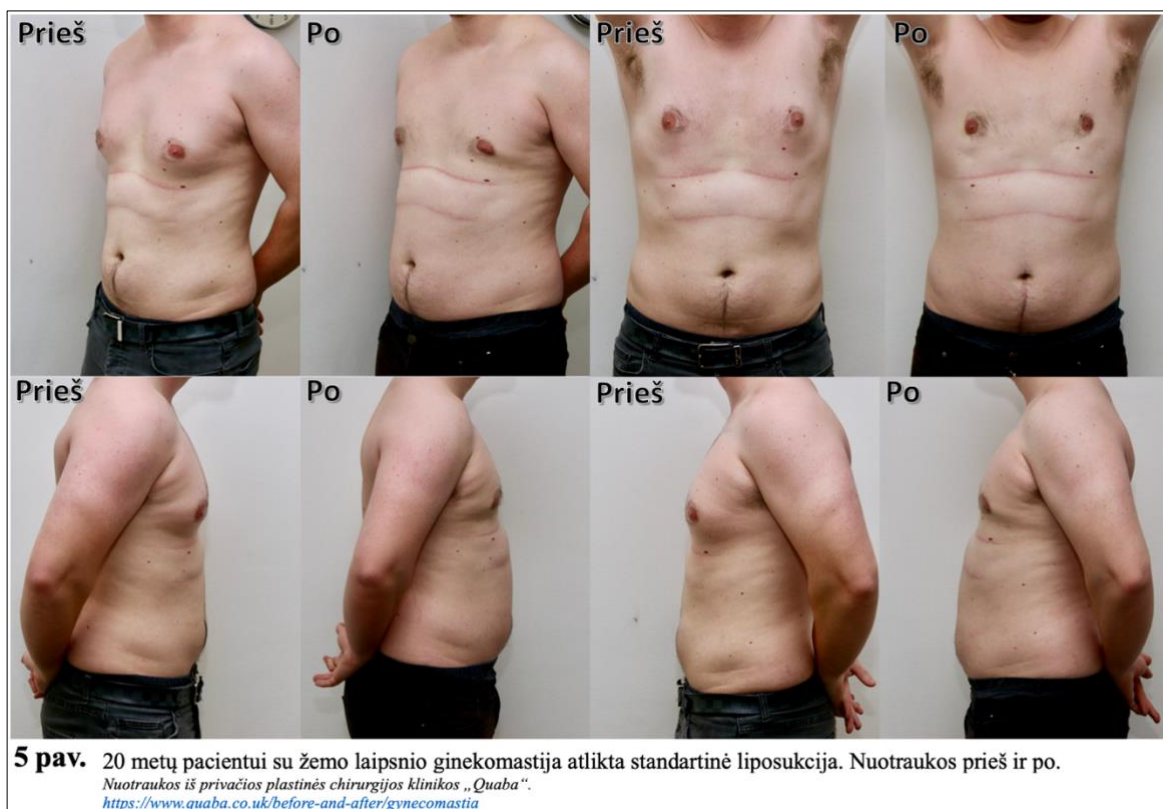 Prieš
Po
Prieš
Po
Prieš
Po
Prieš
Po
5 pav. 20 metų pacientui su žemo laipsnio ginekomastija atlikta standartinė liposukcija. Nuotraukos prieš ir po.
Nuotraukos iš privačios plastinės chirurgijos klinikos „Quaba“.
https://www.quaba.co.uk/before-and-after/gynecomastia